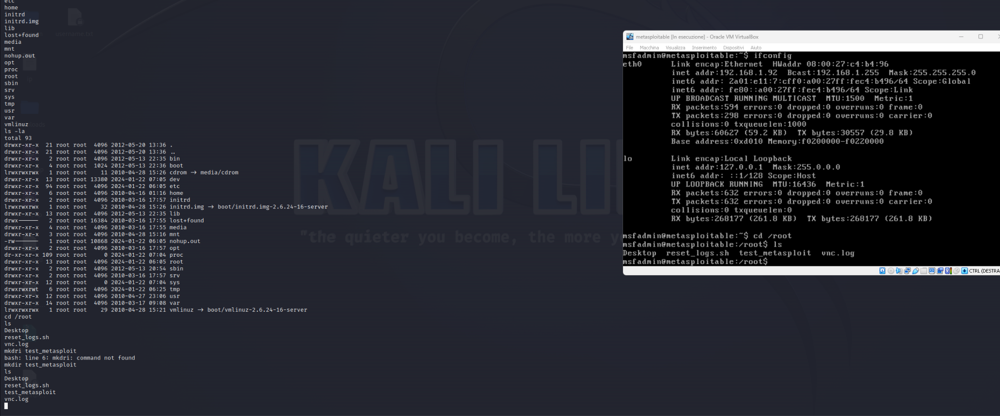 etc
home
initrd
initrd.img
lib
lost+found
media
mnt
nohup.out
opt
proc
root
sbin
srv
sys
tmp
usr
var
vmlinuz
ls -la
total 93
drwxr-xr-x  21 root root  4096 2012-05-20 13:36 .
drwxr-xr-x  21 root root  4096 2012-05-20 13:36 ..
drwxr-xr-x   2 root root  4096 2012-05-13 22:35 bin
drwxr-xr-x   4 root root  1024 2012-05-13 22:36 boot
lrwxrwxrwx   1 root root    11 2010-04-28 15:26 cdrom → media/cdrom
drwxr-xr-x  13 root root 13380 2024-01-22 07:05 dev
drwxr-xr-x  94 root root  4096 2024-01-22 06:05 etc
drwxr-xr-x   6 root root  4096 2010-04-16 01:16 home
drwxr-xr-x   2 root root  4096 2010-03-16 17:57 initrd
lrwxrwxrwx   1 root root    32 2010-04-28 15:26 initrd.img → boot/initrd.img-2.6.24-16-server
drwxr-xr-x  13 root root  4096 2012-05-13 22:35 lib
drwx------   2 root root 16384 2010-03-16 17:55 lost+found
drwxr-xr-x   4 root root  4096 2010-03-16 17:55 media
drwxr-xr-x   3 root root  4096 2010-04-28 15:16 mnt
-rw-------   1 root root 10868 2024-01-22 06:05 nohup.out
drwxr-xr-x   2 root root  4096 2010-03-16 17:57 opt
dr-xr-xr-x 109 root root     0 2024-01-22 07:04 proc
drwxr-xr-x  13 root root  4096 2024-01-22 06:05 root
drwxr-xr-x   2 root root  4096 2012-05-13 20:54 sbin
drwxr-xr-x   2 root root  4096 2010-03-16 17:57 srv
drwxr-xr-x  12 root root     0 2024-01-22 07:04 sys
drwxrwxrwt   6 root root  4096 2024-01-22 06:25 tmp
drwxr-xr-x  12 root root  4096 2010-04-27 23:06 usr
drwxr-xr-x  14 root root  4096 2010-03-17 09:08 var
lrwxrwxrwx   1 root root    29 2010-04-28 15:21 vmlinuz → boot/vmlinuz-2.6.24-16-server
cd /root
ls
Desktop
reset_logs.sh
vnc.log
mkdri test_metasploit
bash: line 6: mkdri: command not found
mkdir test_metasploit
ls
Desktop
reset_logs.sh
test_metasploit
vnc.log
username.txt
ip
KALI LI
"the quieter you become, the more y
metasploitable [In esecuzione] - Oracle VM VirtualBox
File Macchina Visualizza Inserimento Dispositivi Aiuto
msfadmin@metasploitable:~$ ifconfig
eth0      Link encap:Ethernet  HWaddr 08:00:27:c4:b4:96
inet addr:192.168.1.92  Bcast:192.168.1.255  Mask:255.255.255.0
inet6 addr: 2a01:e11:7:cff0:a00:27ff:fec4:b496/64 Scope:Global
inet6 addr: fe80::a00:27ff:fec4:b496/64 Scope:Link
UP BROADCAST RUNNING MULTICAST  MTU:1500  Metric:1
RX packets:594 errors:0 dropped:0 overruns:0 frame:0
TX packets:298 errors:0 dropped:0 overruns:0 carrier:0
collisions:0 txqueuelen:1000
RX bytes:60627 (59.2 KB)  TX bytes:30557 (29.8 KB)
Base address:0xd010 Memory:f0200000-f0220000
lo        Link encap:Local Loopback
inet addr:127.0.0.1  Mask:255.0.0.0
inet6 addr: ::1/128 Scope:Host
UP LOOPBACK RUNNING  MTU:16436  Metric:1
RX packets:632 errors:0 dropped:0 overruns:0 frame:0
TX packets:632 errors:0 dropped:0 overruns:0 carrier:0
collisions:0 txqueuelen:0
RX bytes:268177 (261.8 KB)  TX bytes:268177 (261.8 KB)
msfadmin@metasploitable:~$ cd /root
msfadmin@metasploitable:/root$ ls
Desktop  reset_logs.sh  test_metasploit  vnc.log
msfadmin@metasploitable:/root$
CTRL (DESTRA